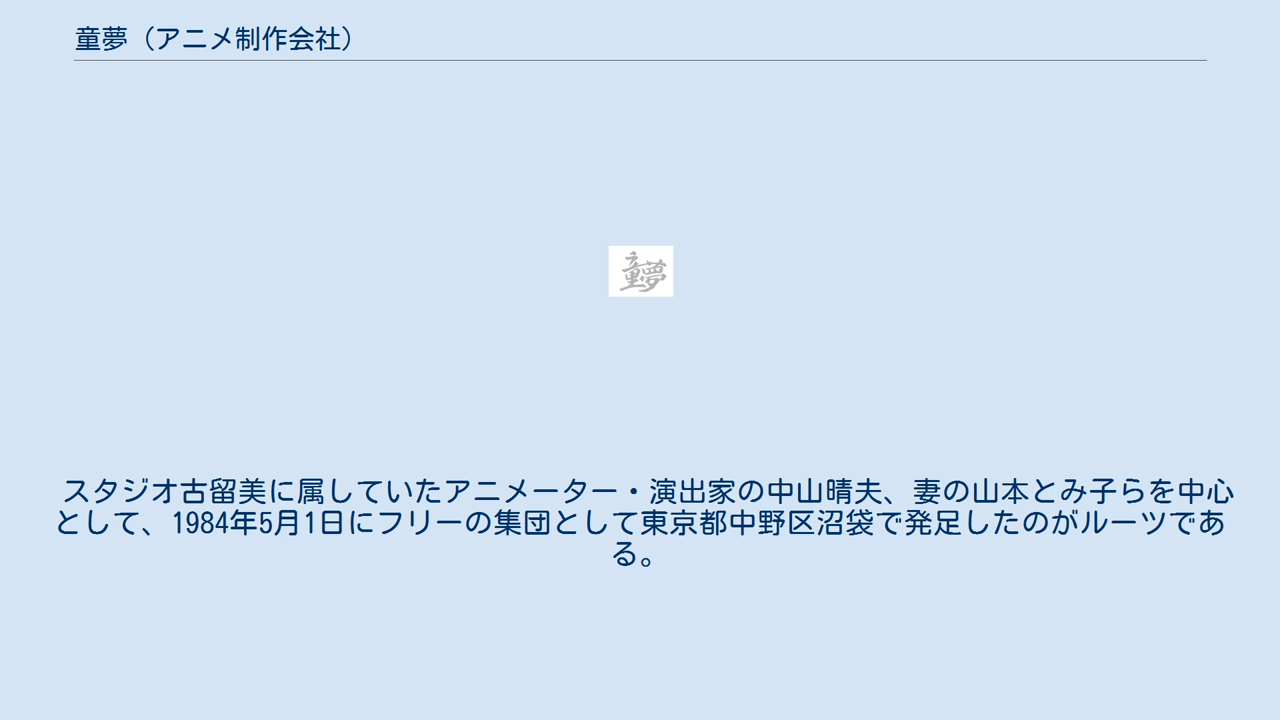 童夢（アニメ制作会社）
童夢
スタジオ古留美に属していたアニメーター・演出家の中山晴夫、妻の山本とみ子らを中心
として、1984年5月1日にフリーの集団として東京都中野区沼袋で発足したのがルーツであ
る。